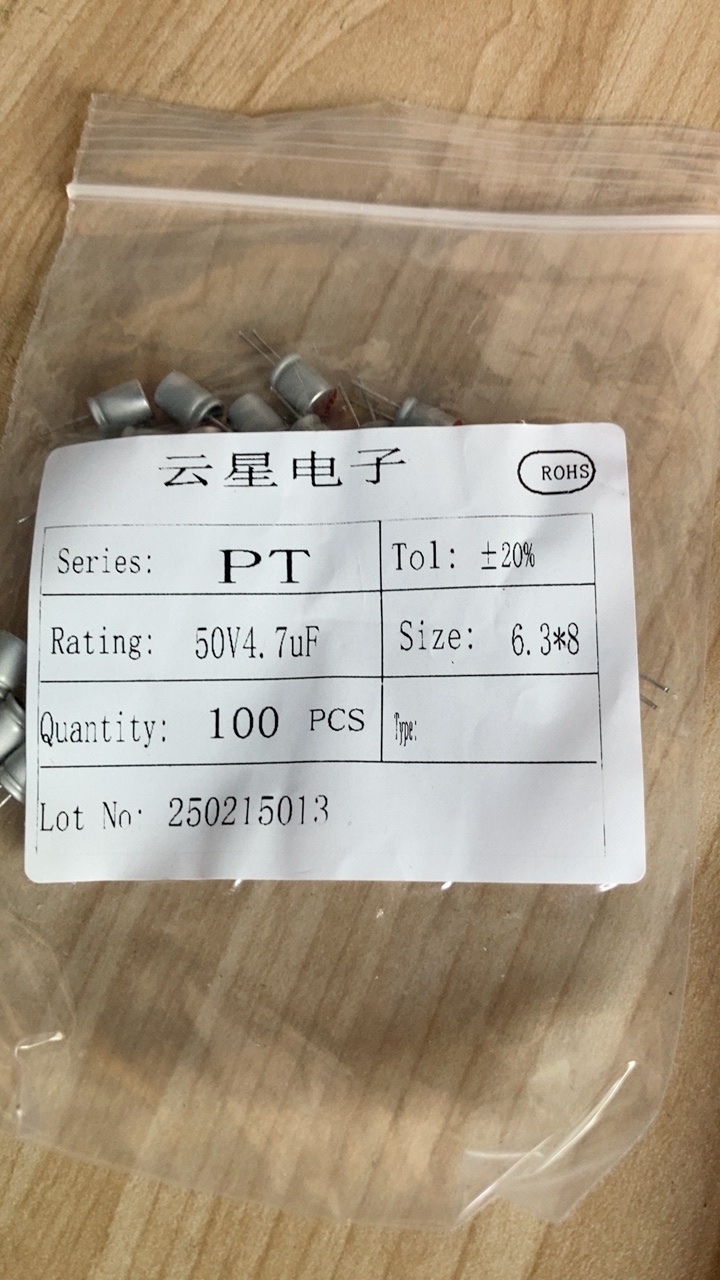 云星电子
ROHS
Series: PT
Tol: ±20%
Rating: 50V4.7uF
Size: 6.3*8
Quantity: 100 PCS
Type:
Lot No: 250215013